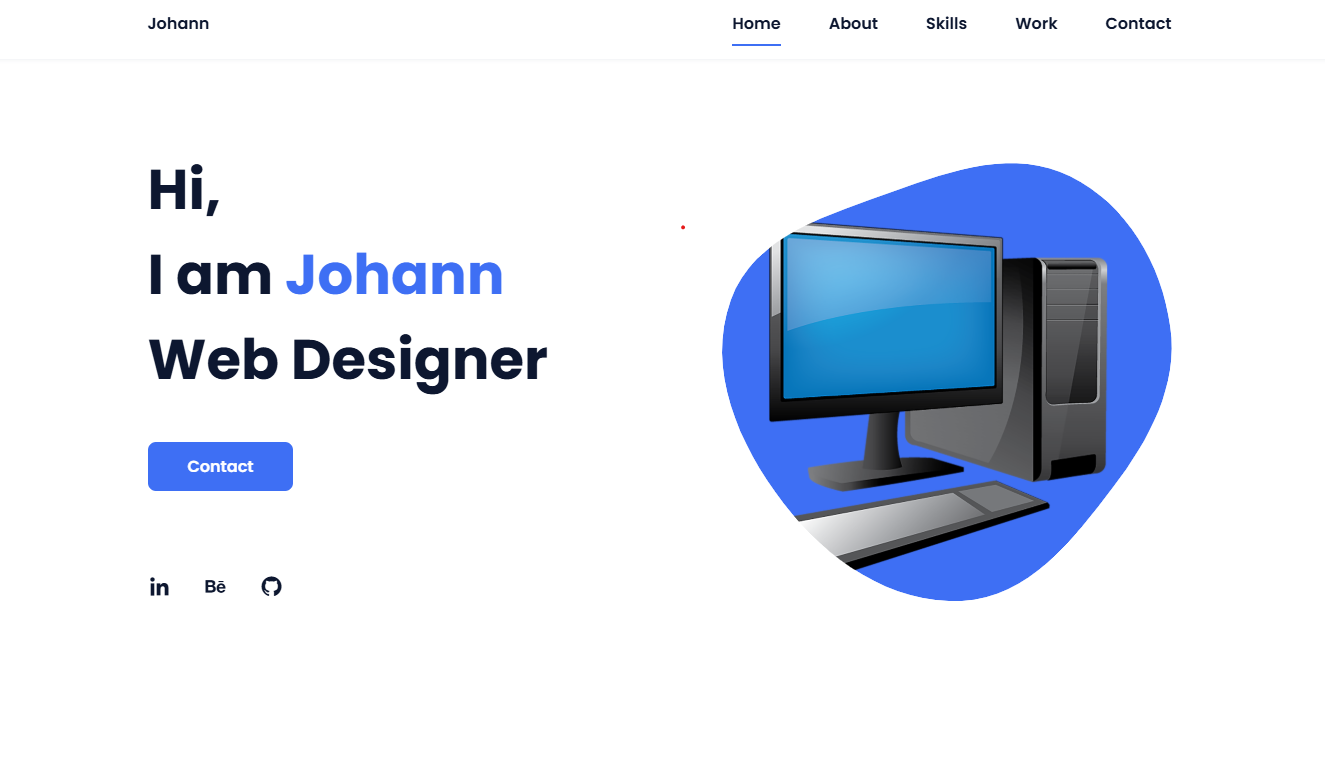 Johann
Home About Skills Work Contact
Hi,
I am Johann
Web Designer
Contact
in Bē